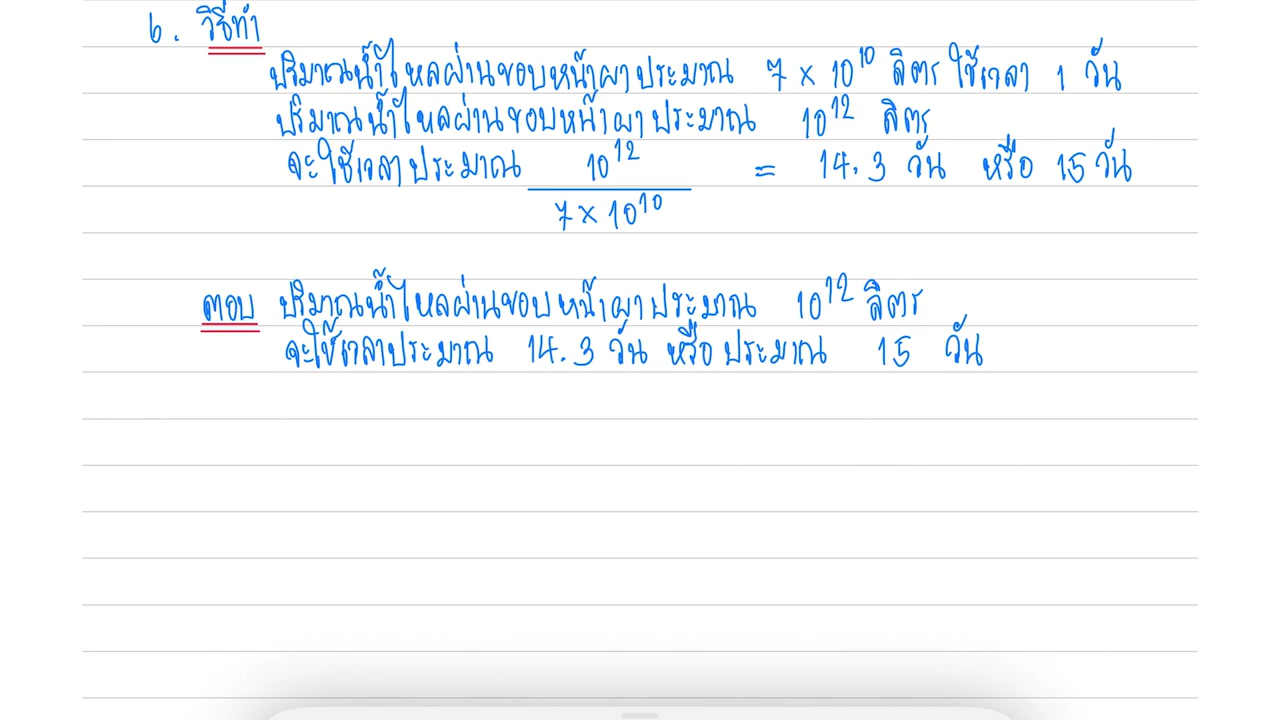 6. วิธีทำ
ปริมาณน้ำไหลผ่านขอบหน้าผาประมาณ 7 × 10¹⁰ ลิตร ใช้เวลา 1 วัน
ปริมาณน้ำไหลผ่านขอบหน้าผาประมาณ 10¹² ลิตร
จะใช้เวลาประมาณ 10¹² = 14.3 วัน หรือ 15 วัน
7 × 10¹⁰
ตอบ ปริมาณน้ำไหลผ่านขอบหน้าผาประมาณ 10¹² ลิตร
จะใช้เวลาประมาณ 14.3 วัน หรือประมาณ 15 วัน